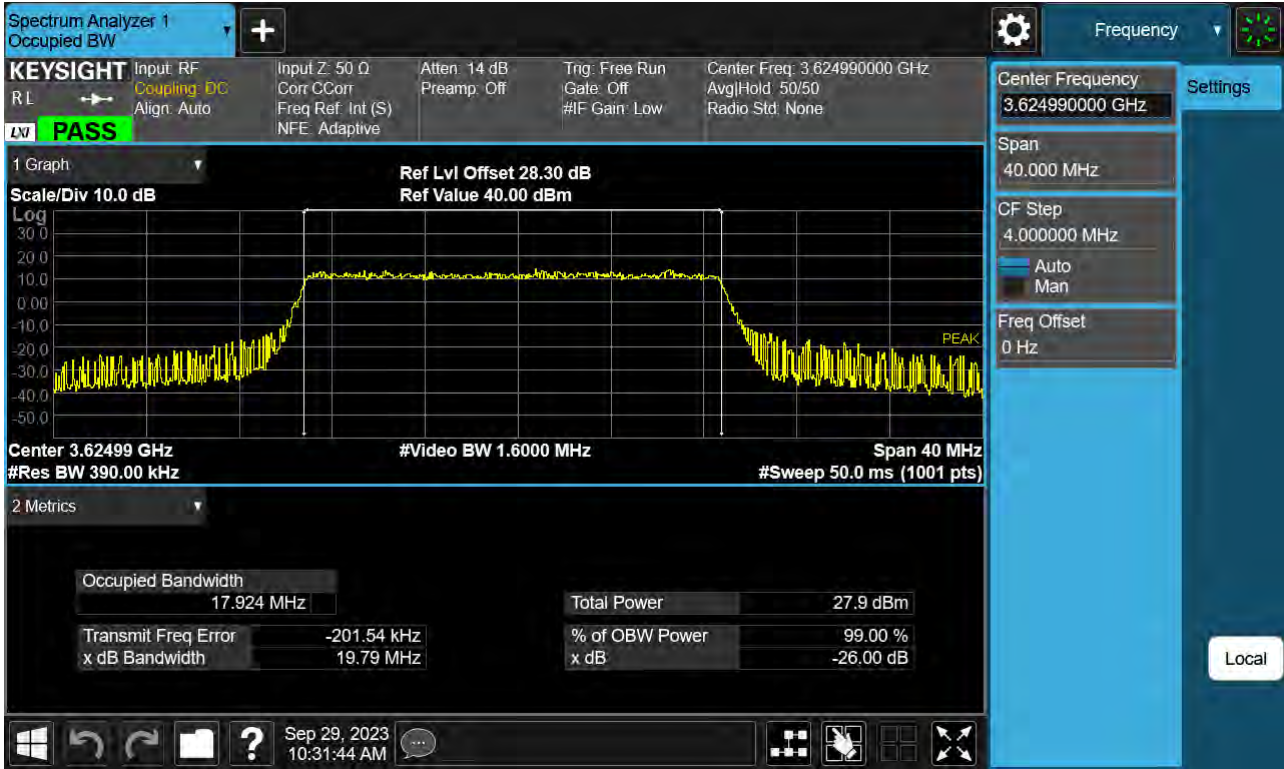 Spectrum Analyzer 1
Occupied BW
+
Frequency
KEYSIGHT
R L
LXI
PASS
Input: RF
Coupling: DC
Align: Auto
Input Z: 50 Ω
Corr CCorr
Freq Ref: Int (S)
NFE: Adaptive
Atten: 14 dB
Preamp: Off
Trig: Free Run
Gate: Off
#IF Gain: Low
Center Freq: 3.624990000 GHz
Avg|Hold: 50/50
Radio Std: None
1 Graph
Scale/Div 10.0 dB
Ref Lvl Offset 28.30 dB
Ref Value 40.00 dBm
Log
30.0
20.0
10.0
0.00
-10.0
-20.0
-30.0
-40.0
-50.0
PEAK
Center 3.62499 GHz
#Video BW 1.6000 MHz
Span 40 MHz
#Res BW 390.00 kHz
#Sweep 50.0 ms (1001 pts)
2 Metrics
Occupied Bandwidth
17.924 MHz
Total Power 27.9 dBm
Transmit Freq Error -201.54 kHz
% of OBW Power 99.00 %
x dB Bandwidth 19.79 MHz
x dB -26.00 dB
Center Frequency
3.624990000 GHz
Settings
Span
40.000 MHz
CF Step
4.000000 MHz
Auto
Man
Freq Offset
0 Hz
Local
?
Sep 29, 2023
10:31:44 AM